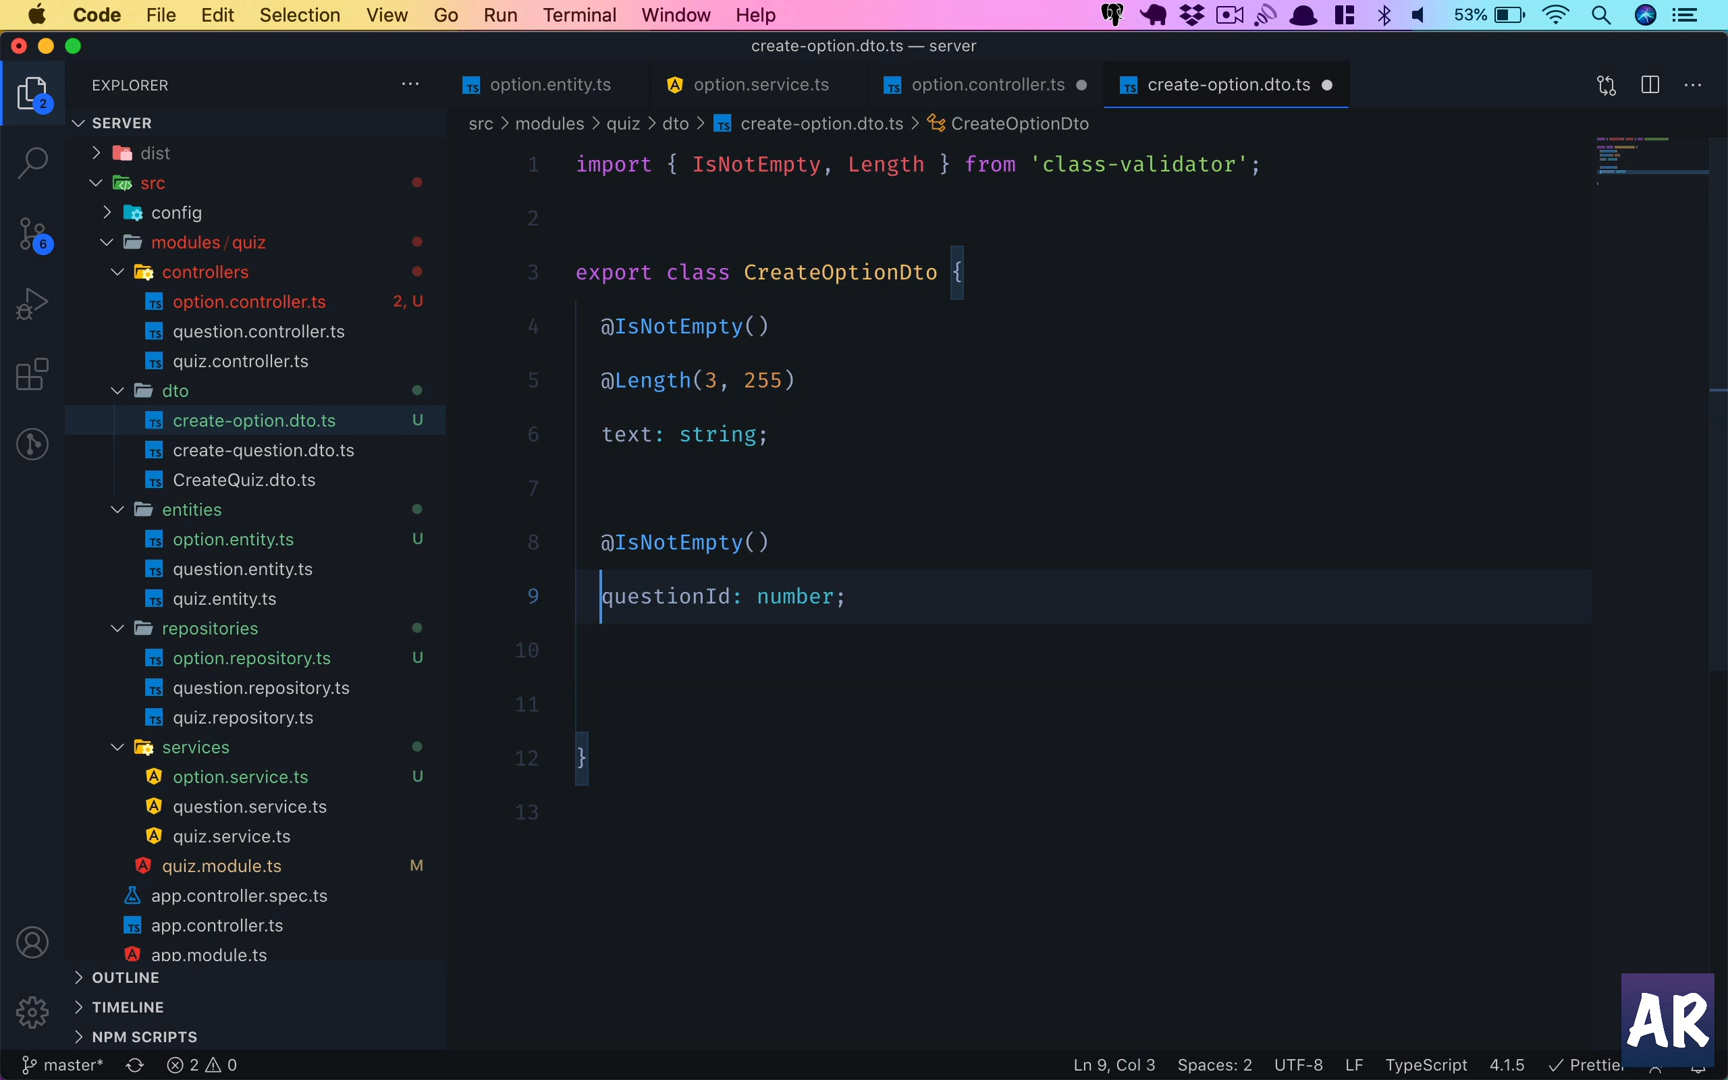 Code File Edit Selection View Go Run Terminal Window Help 53%
create-option.dto.ts — server
EXPLORER
option.entity.ts option.service.ts option.controller.ts create-option.dto.ts
src > modules > quiz > dto > TS create-option.dto.ts > CreateOptionDto
SERVER
dist
src
config
modules / quiz
controllers
option.controller.ts 2, U
question.controller.ts
quiz.controller.ts
dto
create-option.dto.ts U
create-question.dto.ts
CreateQuiz.dto.ts
entities
option.entity.ts U
question.entity.ts
quiz.entity.ts
repositories
option.repository.ts U
question.repository.ts
quiz.repository.ts
services
option.service.ts U
question.service.ts
quiz.service.ts
quiz.module.ts M
app.controller.spec.ts
app.controller.ts
app.module.ts
OUTLINE
TIMELINE
NPM SCRIPTS
2
6
1 import { IsNotEmpty, Length } from 'class-validator';
2
3 export class CreateOptionDto {
4 @IsNotEmpty()
5 @Length(3, 255)
6 text: string;
7
8 @IsNotEmpty()
9 questionId: number;
10
11
12 }
13
AR
master* 2 0 Ln 9, Col 3 Spaces: 2 UTF-8 LF TypeScript 4.1.5